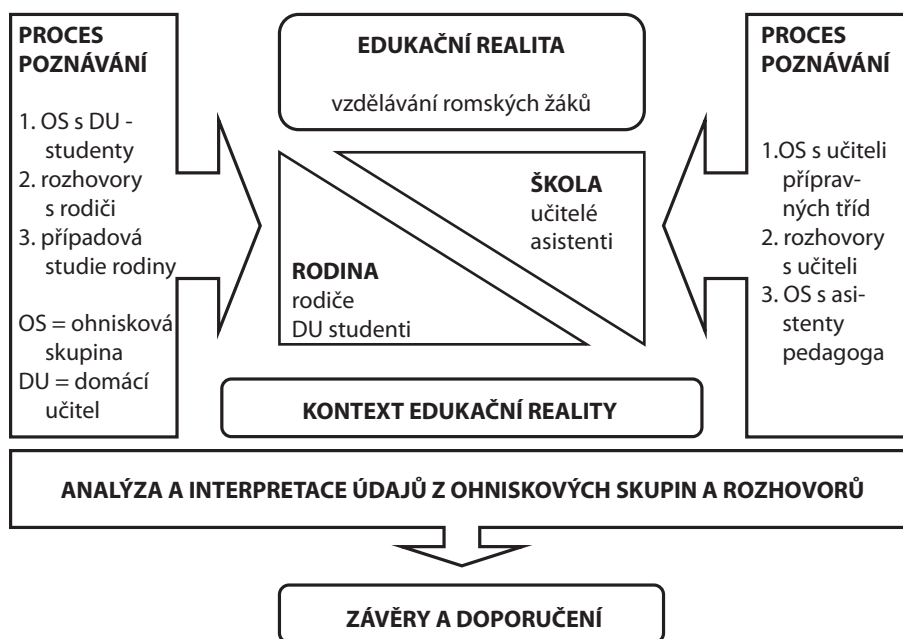 PROCES
POZNÁVÁNÍ
1. OS s DU -
studenty
2. rozhovory
s rodiči
3. případová
studie rodiny
OS = ohnisková
skupina
DU = domácí
učitel
EDUKAČNÍ REALITA
vzdělávání romských žáků
ŠKOLA
učitelé
asistenti
RODINA
rodiče
DU studenti
KONTEXT EDUKAČNÍ REALITY
PROCES
POZNÁVÁNÍ
1.OS s učiteli
příprav-
ných tříd
2. rozhovory
s učiteli
3. OS s asi-
stenty
pedagoga
ANALÝZA A INTERPRETACE ÚDAJŮ Z OHNISKOVÝCH SKUPIN A ROZHOVORŮ
ZÁVĚRY A DOPORUČENÍ